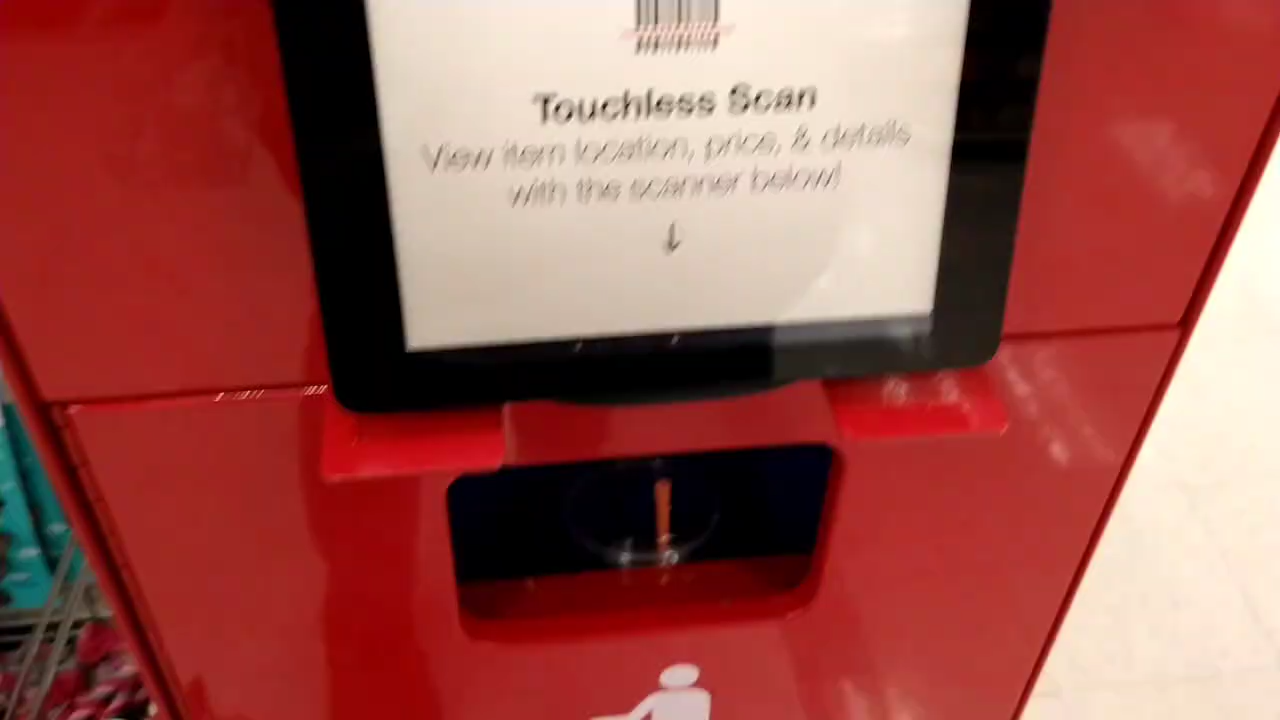 Touchless Scan
View item location, price, & details
with the scanner below!